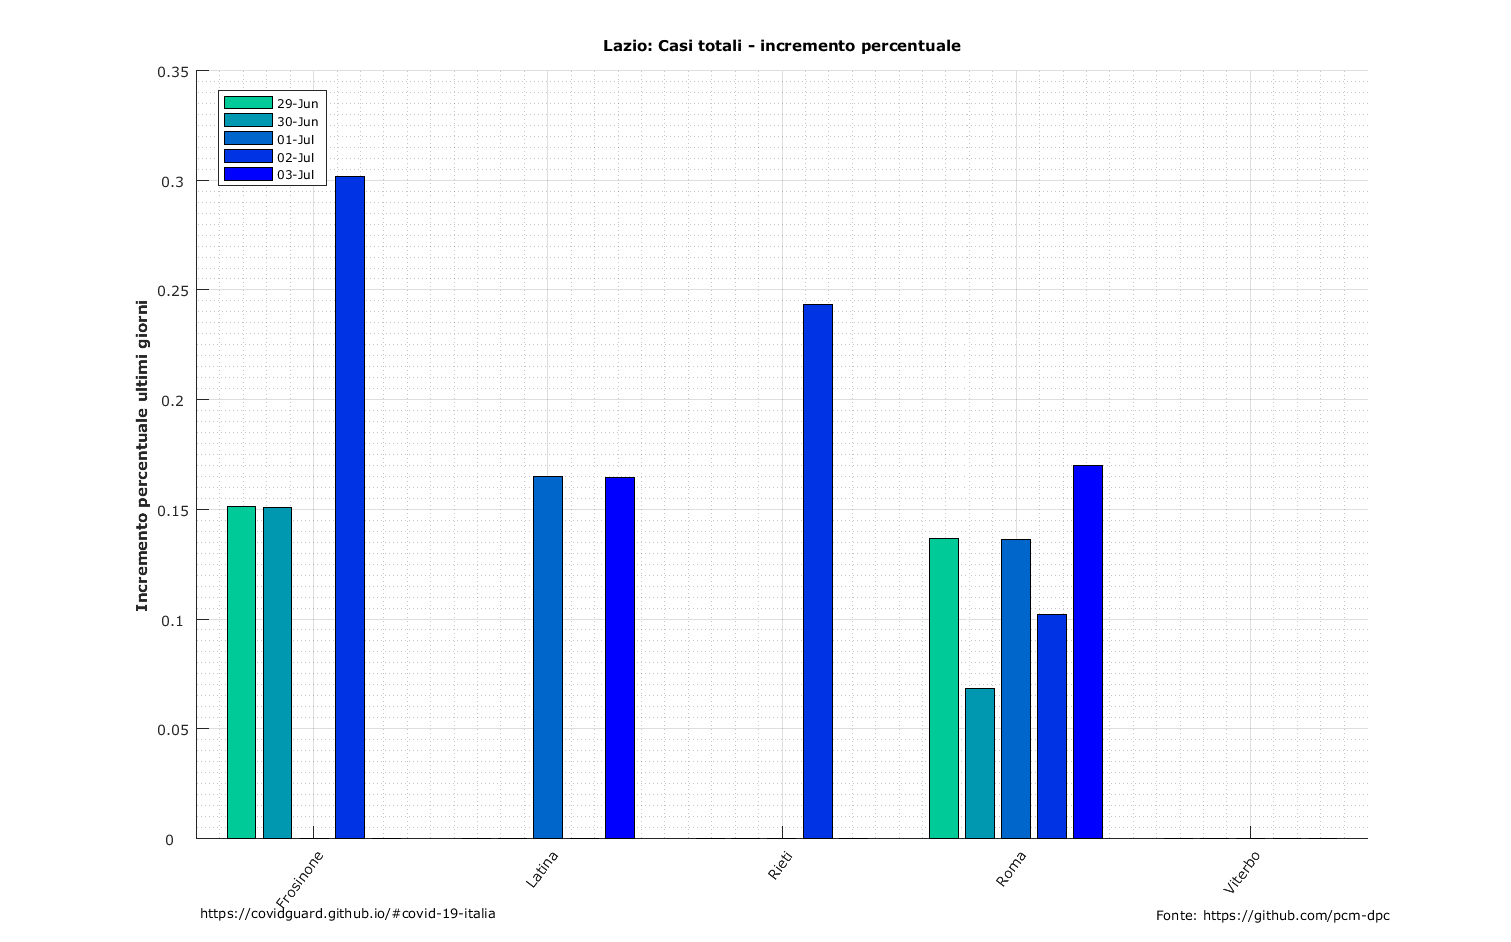 Lazio: Casi totali - incremento percentuale
0.35
0.3
0.25
0.2
0.15
0.1
0.05
0
Incremento percentuale ultimi giorni
29-Jun
30-Jun
01-Jul
02-Jul
03-Jul
Frosinone
Latina
Rieti
Roma
Viterbo
https://covidguard.github.io/#covid-19-italia
Fonte: https://github.com/pcm-dpc